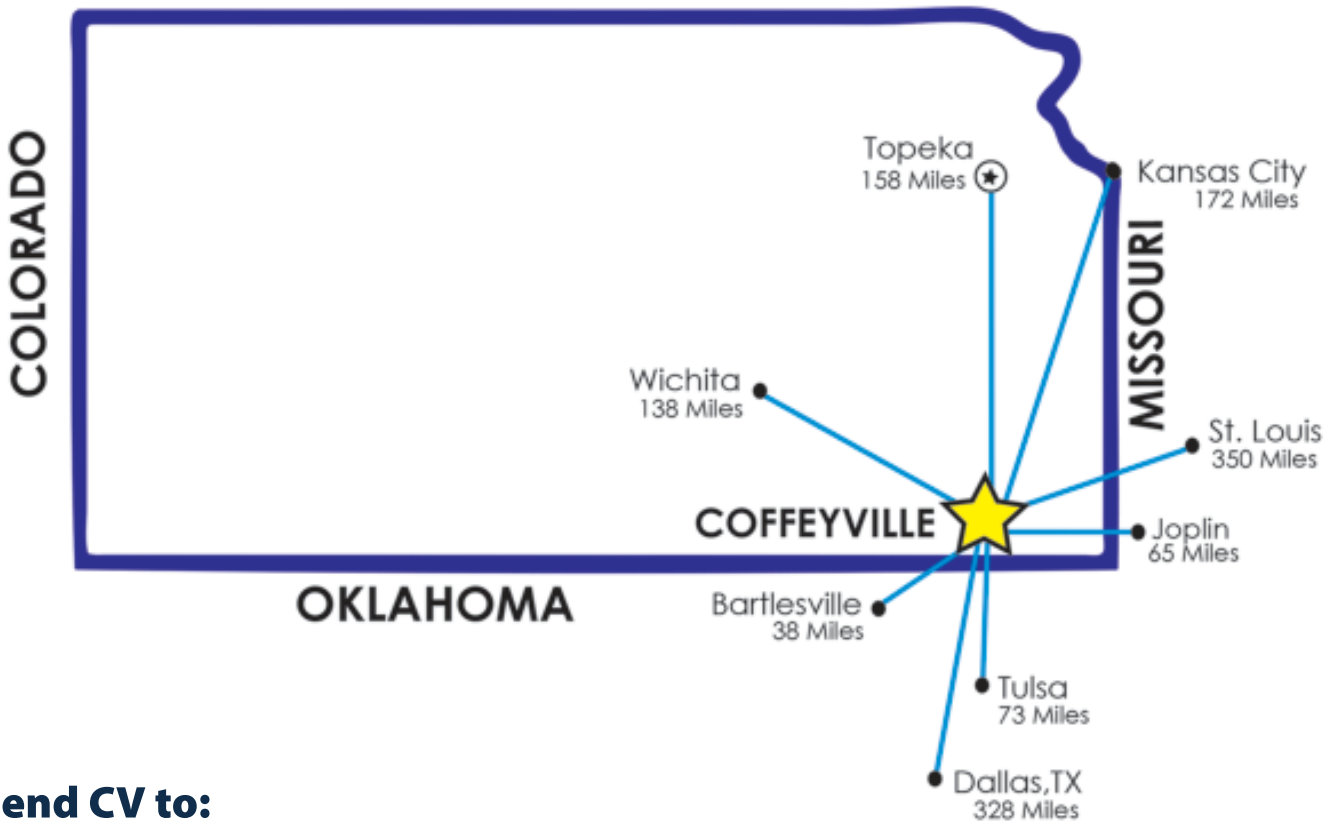 COLORADO
Topeka
158 Miles
Kansas City
172 Miles
MISSOURI
Wichita
138 Miles
St. Louis
350 Miles
COFFEYVILLE
Joplin
65 Miles
OKLAHOMA
Bartlesville
38 Miles
Tulsa
73 Miles
Dallas,TX
328 Miles
end CV to: